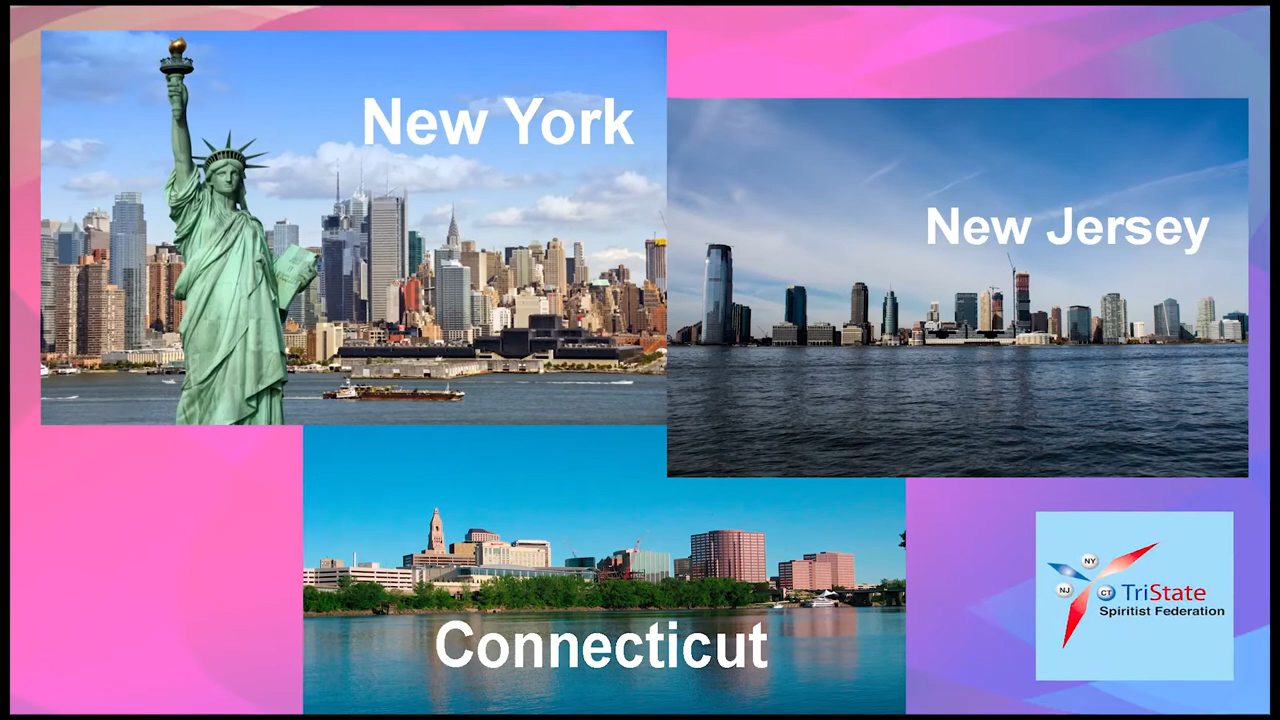 New York
New Jersey
Connecticut
NY
NJ
CT
TriState
Spiritist Federation